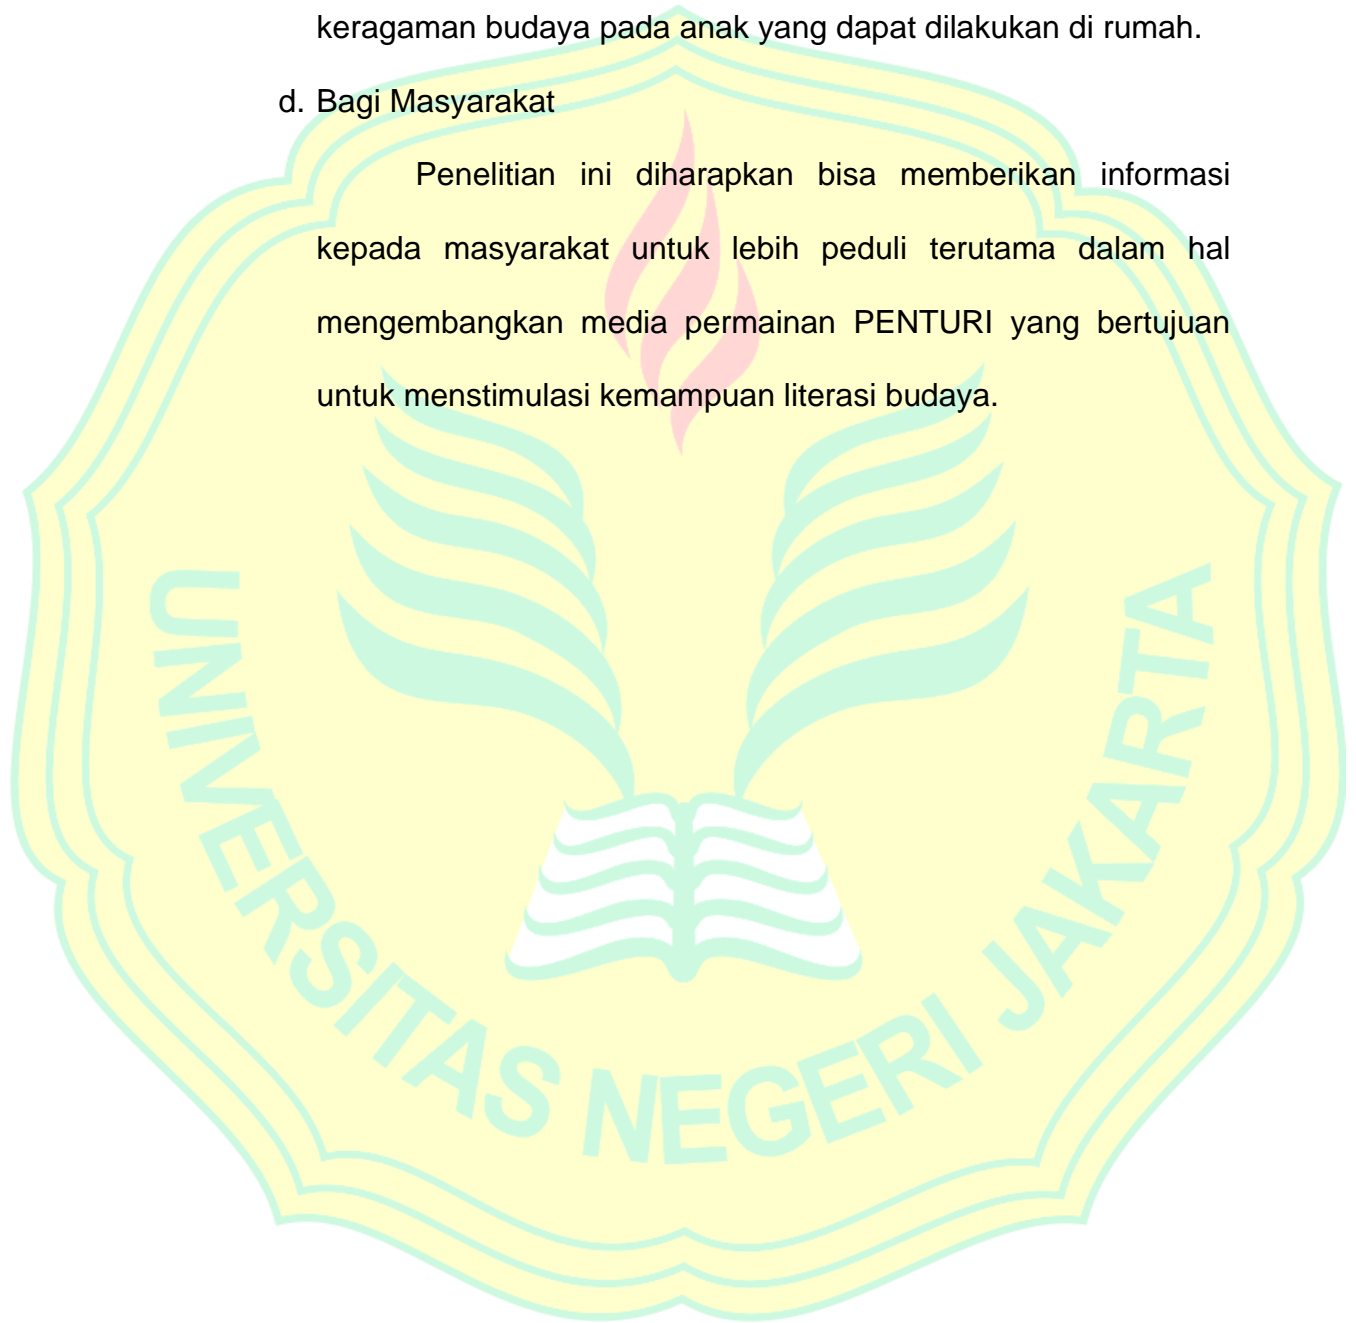 keragaman budaya pada anak yang dapat dilakukan di rumah.
d. Bagi Masyarakat
Penelitian ini diharapkan bisa memberikan informasi
kepada masyarakat untuk lebih peduli terutama dalam hal
mengembangkan media permainan PENTURI yang bertujuan
untuk menstimulasi kemampuan literasi budaya.
UNIVERSITAS NEGERI JAKARTA